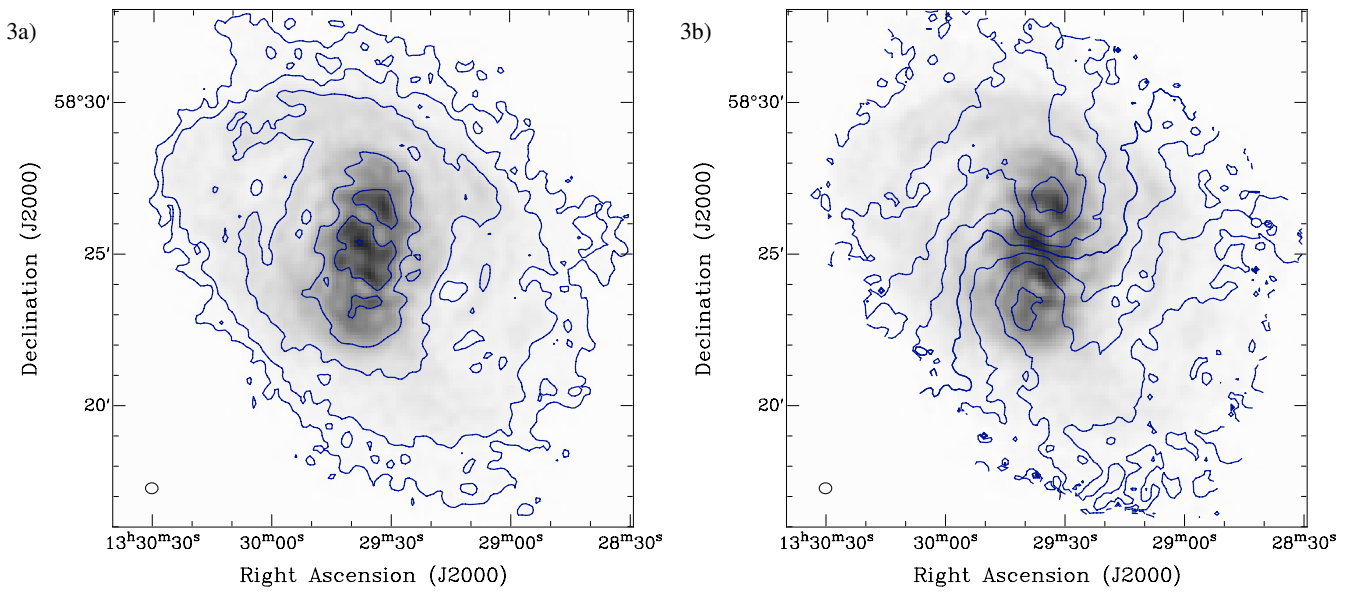 3a)
58°30′
25′
20′
Declination (J2000)
13ʰ30ᵐ30ˢ 30ᵐ00ˢ 29ᵐ30ˢ 29ᵐ00ˢ 28ᵐ30ˢ
Right Ascension (J2000)
3b)
58°30′
25′
20′
Declination (J2000)
13ʰ30ᵐ30ˢ 30ᵐ00ˢ 29ᵐ30ˢ 29ᵐ00ˢ 28ᵐ30ˢ
Right Ascension (J2000)